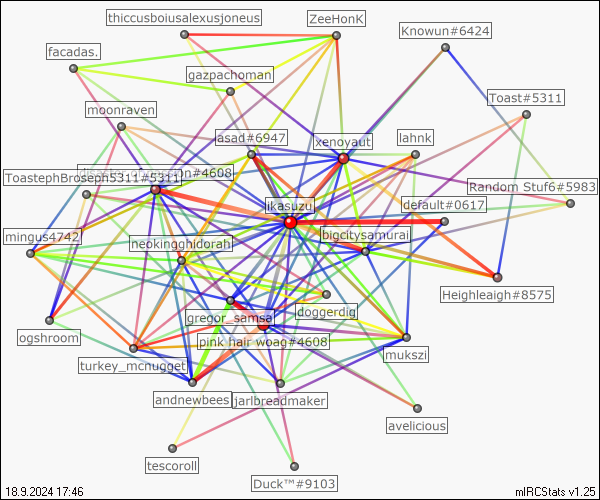 thiccusboiusalexusjoneus
ZeeHonK
Knowun#6424
facadas.
gazpachoman
Toast#5311
moonraven
jasad#6947
xenoyaut
lahnk
#4608
ToastephBroseph5311#5311
Random Stuf6#5983
ikasuzu
default#0617
mingus4742
neokingghidorah
bigcitysamurai
Heighleigh#8575
gregor_samsa
doggerdig
ogshroom
pink hair woag#4608
mukszi
turkey_mcnugget
andnewbees
jarlbreadmaker
avelicious
tescoroll
Duck™#9103
18.9.2024 17:46
mIRCStats v1.25